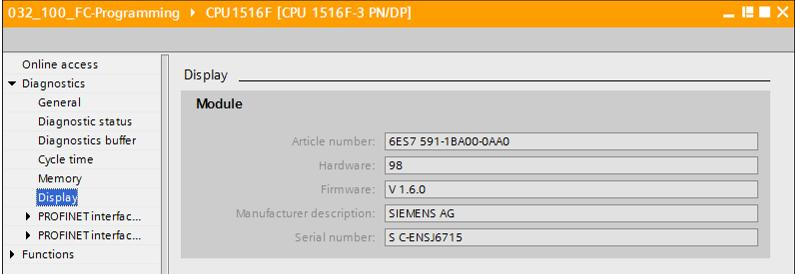 032_100_FC-Programming ▸ CPU1516F [CPU 1516F-3 PN/DP]
Online access
Diagnostics
General
Diagnostic status
Diagnostics buffer
Cycle time
Memory
Display
PROFINET interfac...
PROFINET interfac...
Functions
Display
Module
Article number: 6ES7 591-1BA00-0AA0
Hardware: 98
Firmware: V 1.6.0
Manufacturer description: SIEMENS AG
Serial number: S C-ENSJ6715